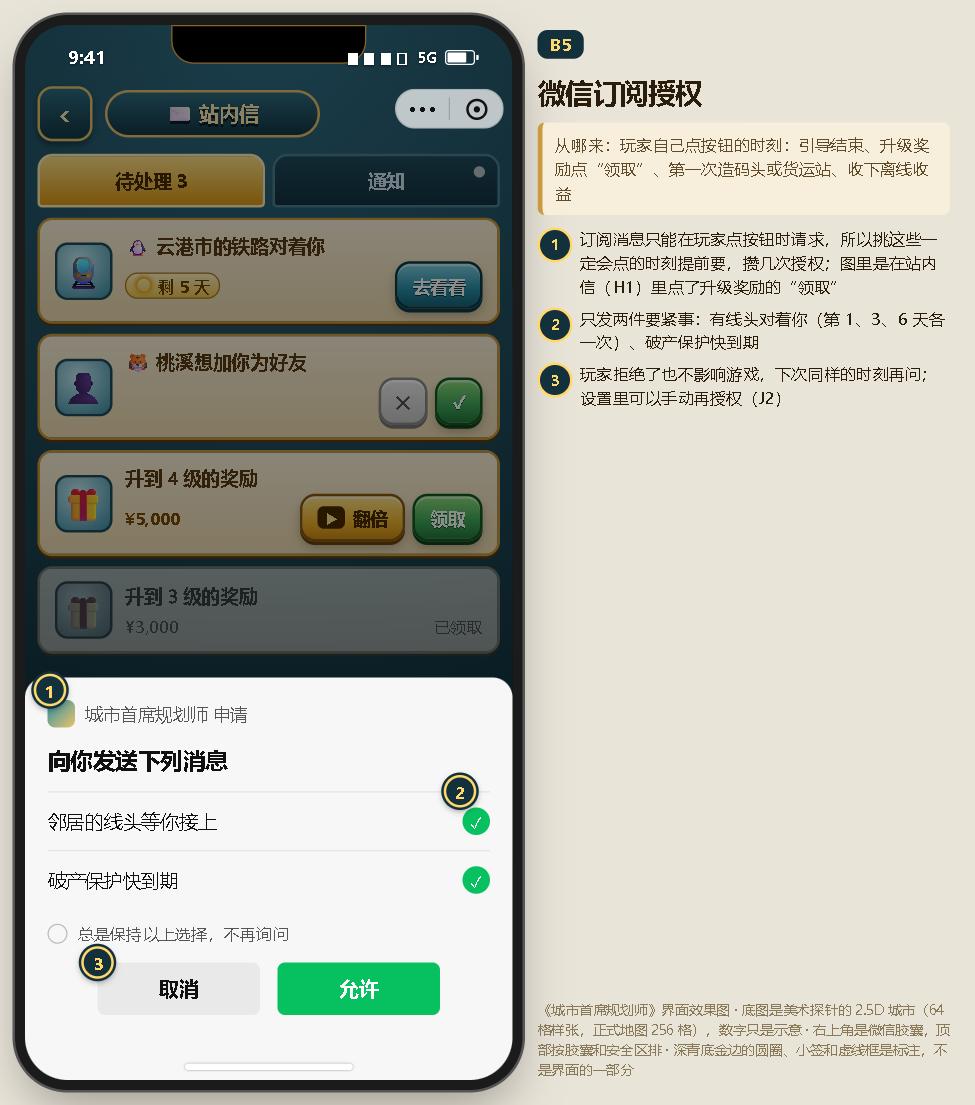 9:41
5G
站内信
待处理 3
通知
云港市的铁路对着你
剩 5 天
去看看
桃溪想加你为好友
升到 4 级的奖励
¥5,000
翻倍
领取
升到 3 级的奖励
¥3,000
已领取
1
城市首席规划师 申请
向你发送下列消息
2
邻居的线头等你接上
破产保护快到期
总是保持以上选择，不再询问
3
取消
允许
B5
微信订阅授权
从哪来：玩家自己点按钮的时刻：引导结束、升级奖
励点“领取”、第一次造码头或货运站、收下离线收
益
1
订阅消息只能在玩家点按钮时请求，所以挑这些一
定会点的时刻提前要，攒几次授权；图里是在站内
信（H1）里点了升级奖励的“领取”
2
只发两件要紧事：有线头对着你（第 1、3、6 天各
一次）、破产保护快到期
3
玩家拒绝了也不影响游戏，下次同样的时刻再问；
设置里可以手动再授权（J2）
《城市首席规划师》界面效果图 · 底图是美术探针的 2.5D 城市（64
格样张，正式地图 256 格），数字只是示意 · 右上角是微信胶囊，顶
部按胶囊和安全区排 · 深青底金边的圆圈、小签和虚线框是标注，不
是界面的一部分